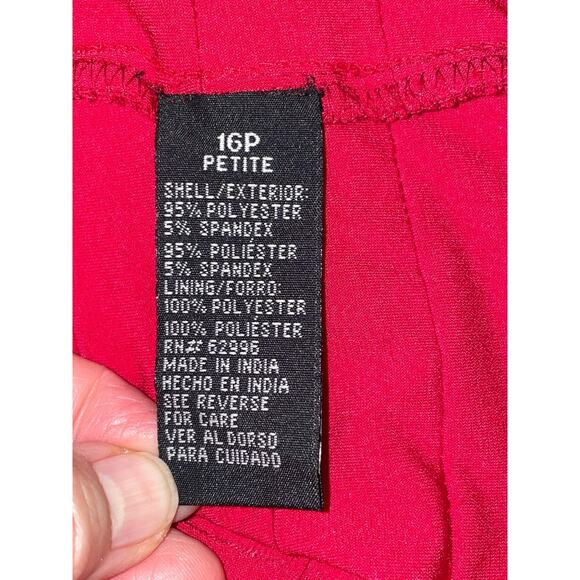 16P
PETITE
SHELL/EXTERIOR:
95% POLYESTER
5% SPANDEX
95% POLIÉSTER
5% SPANDEX
LINING/FORRO:
100% POLYESTER
100% POLIÉSTER
RN# 62996
MADE IN INDIA
HECHO EN INDIA
SEE REVERSE
FOR CARE
VER AL DORSO
PARA CUIDADO